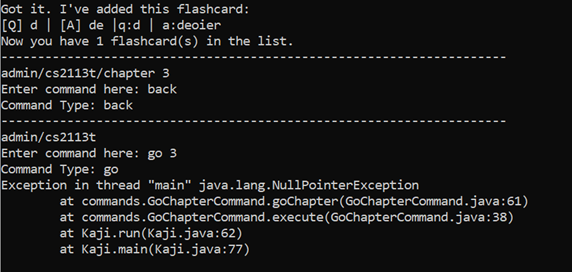 Got it. I've added this flashcard:
[Q] d | [A] de |q:d | a:deoier
Now you have 1 flashcard(s) in the list.
----------------------------------------------------------------------
admin/cs2113t/chapter 3
Enter command here: back
Command Type: back
----------------------------------------------------------------------
admin/cs2113t
Enter command here: go 3
Command Type: go
Exception in thread "main" java.lang.NullPointerException
        at commands.GoChapterCommand.goChapter(GoChapterCommand.java:61)
        at commands.GoChapterCommand.execute(GoChapterCommand.java:38)
        at Kaji.run(Kaji.java:62)
        at Kaji.main(Kaji.java:77)